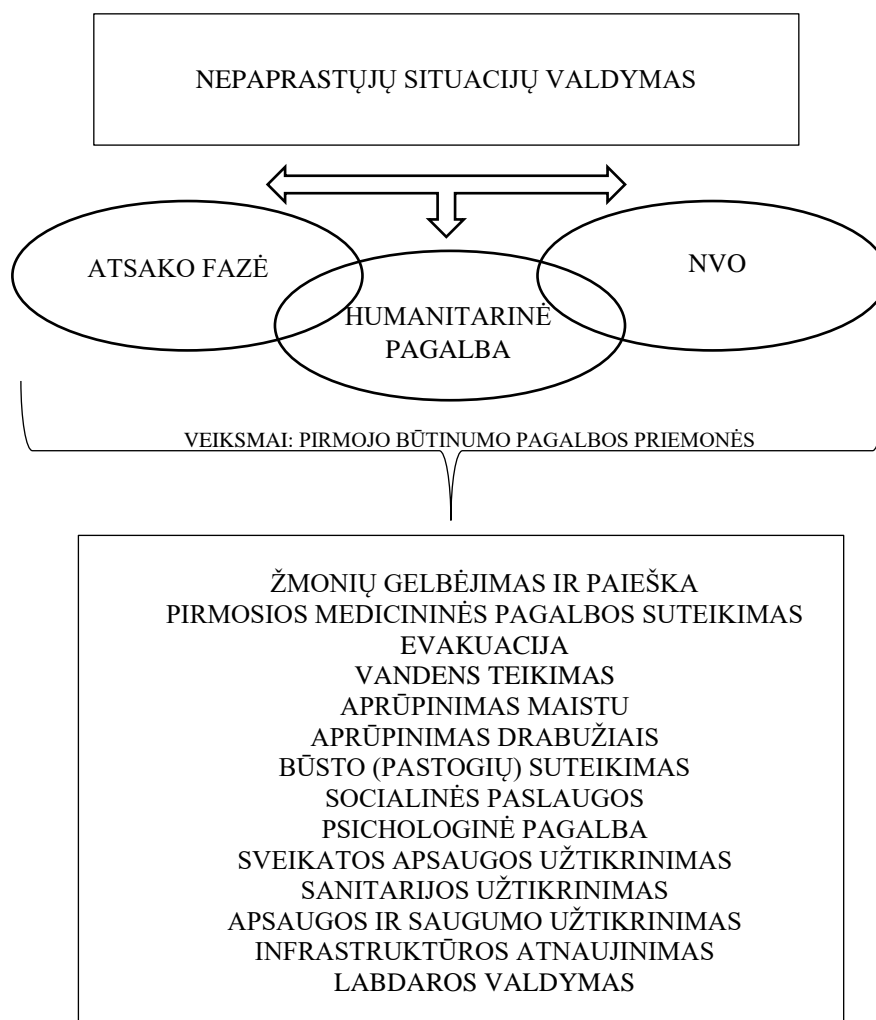 NEPAPRASTŲJŲ SITUACIJŲ VALDYMAS
ATSAKO FAZĖ
NVO
HUMANITARINĖ
PAGALBA
VEIKSMAI: PIRMOJO BŪTINUMO PAGALBOS PRIEMONĖS
ŽMONIŲ GELBĖJIMAS IR PAIEŠKA
PIRMOSIOS MEDICININĖS PAGALBOS SUTEIKIMAS
EVAKUACIJA
VANDENS TEIKIMAS
APRŪPINIMAS MAISTU
APRŪPINIMAS DRABUŽIAIS
BŪSTO (PASTOGIŲ) SUTEIKIMAS
SOCIALINĖS PASLAUGOS
PSICHOLOGINĖ PAGALBA
SVEIKATOS APSAUGOS UŽTIKRINIMAS
SANITARIJOS UŽTIKRINIMAS
APSAUGOS IR SAUGUMO UŽTIKRINIMAS
INFRASTRUKTŪROS ATNAUJINIMAS
LABDAROS VALDYMAS